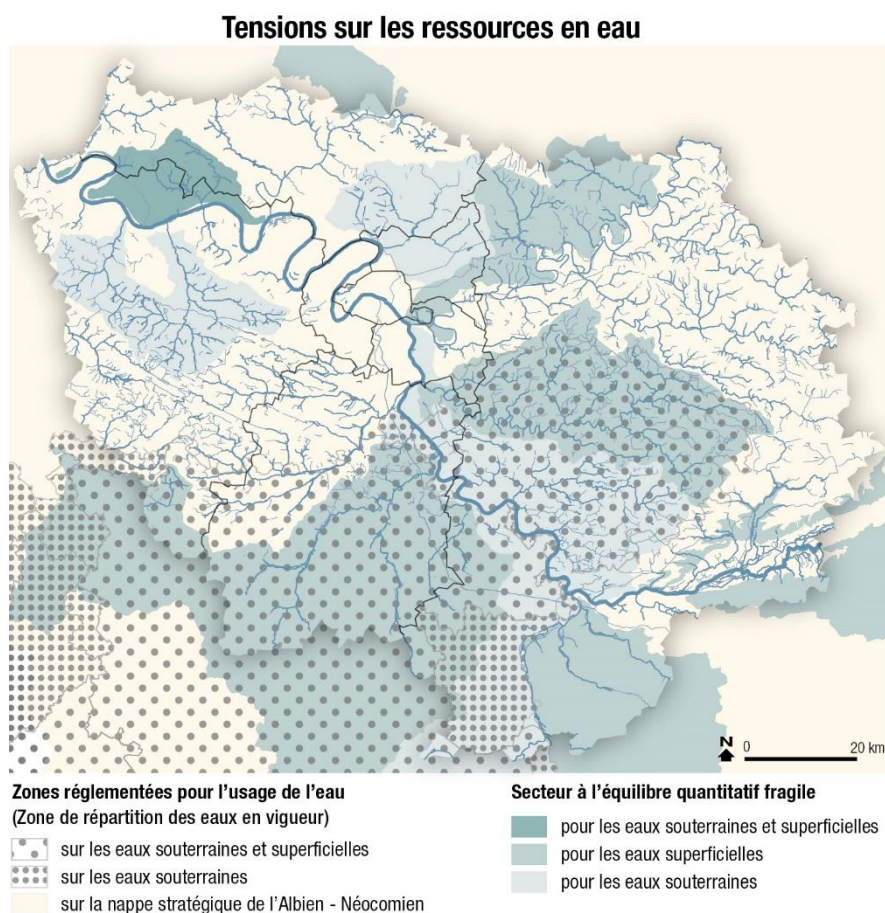 Tensions sur les ressources en eau
N
0
20 km
Zones réglementées pour l'usage de l'eau
(Zone de répartition des eaux en vigueur)
sur les eaux souterraines et superficielles
sur les eaux souterraines
sur la nappe stratégique de l'Albien - Néocomien
Secteur à l'équilibre quantitatif fragile
pour les eaux souterraines et superficielles
pour les eaux superficielles
pour les eaux souterraines